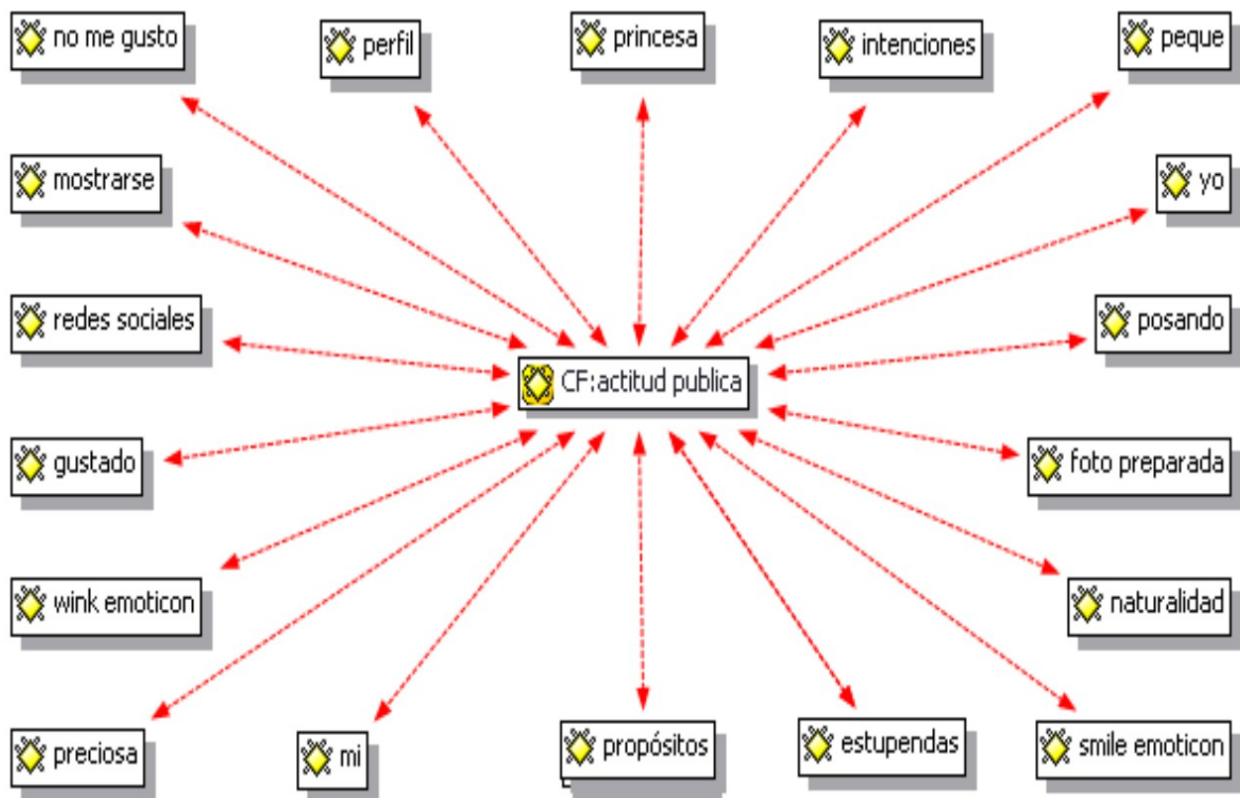 no me gusto
perfil
princesa
intenciones
peque
mostrarse
yo
redes sociales
posando
CF:actitud publica
gustado
foto preparada
wink emoticon
naturalidad
preciosa
mi
propósitos
estupendas
smile emoticon